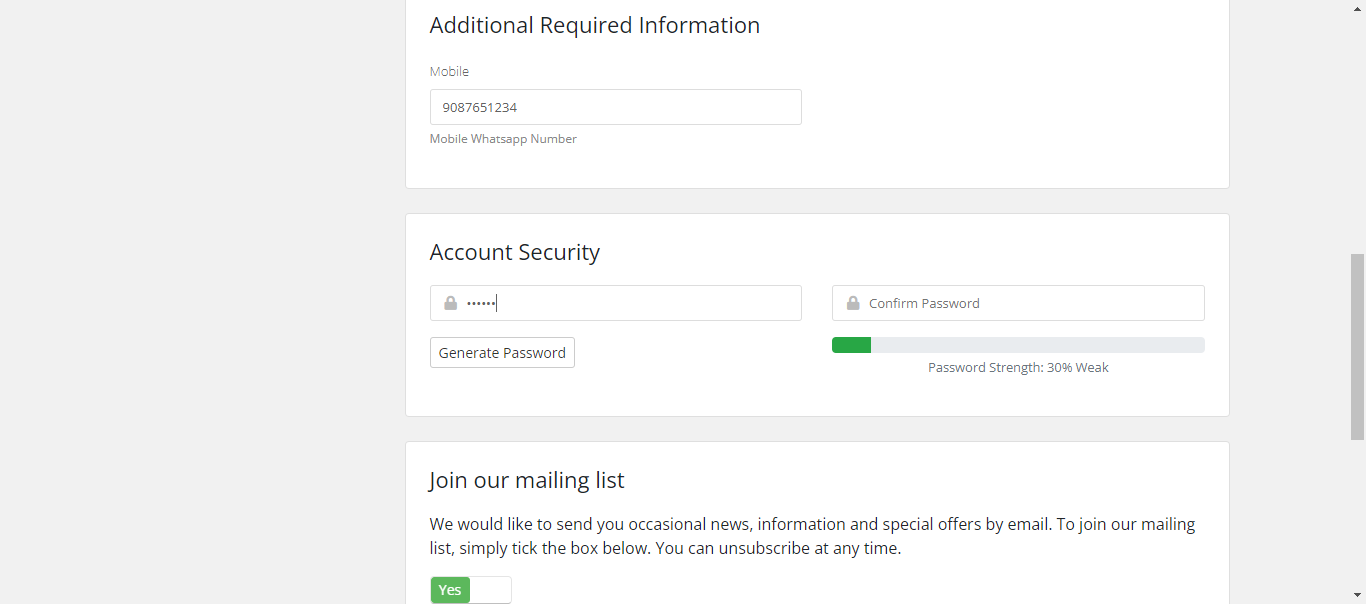 Additional Required Information
Mobile
9087651234
Mobile Whatsapp Number
Account Security
••••••
Confirm Password
Generate Password
Password Strength: 30% Weak
Join our mailing list
We would like to send you occasional news, information and special offers by email. To join our mailing
list, simply tick the box below. You can unsubscribe at any time.
Yes